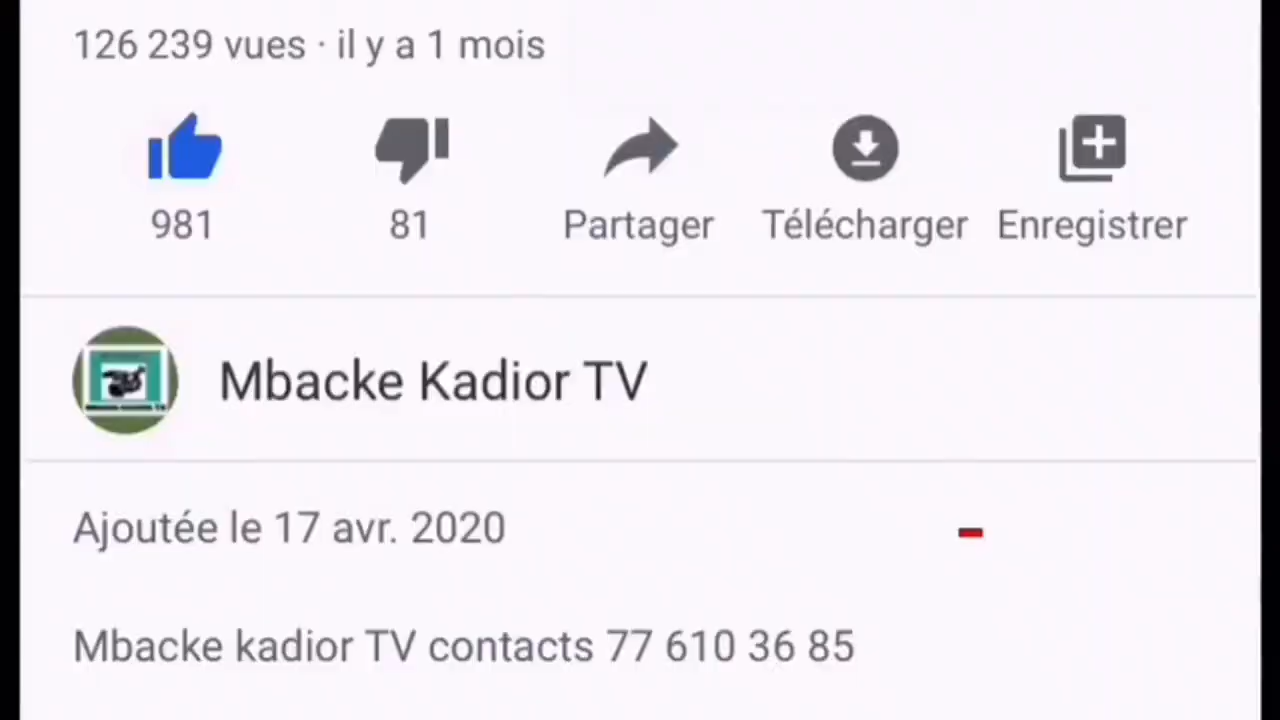 126 239 vues · il y a 1 mois
981 81 Partager Télécharger Enregistrer
Mbacke Kadior TV
Ajoutée le 17 avr. 2020
Mbacke kadior TV contacts 77 610 36 85